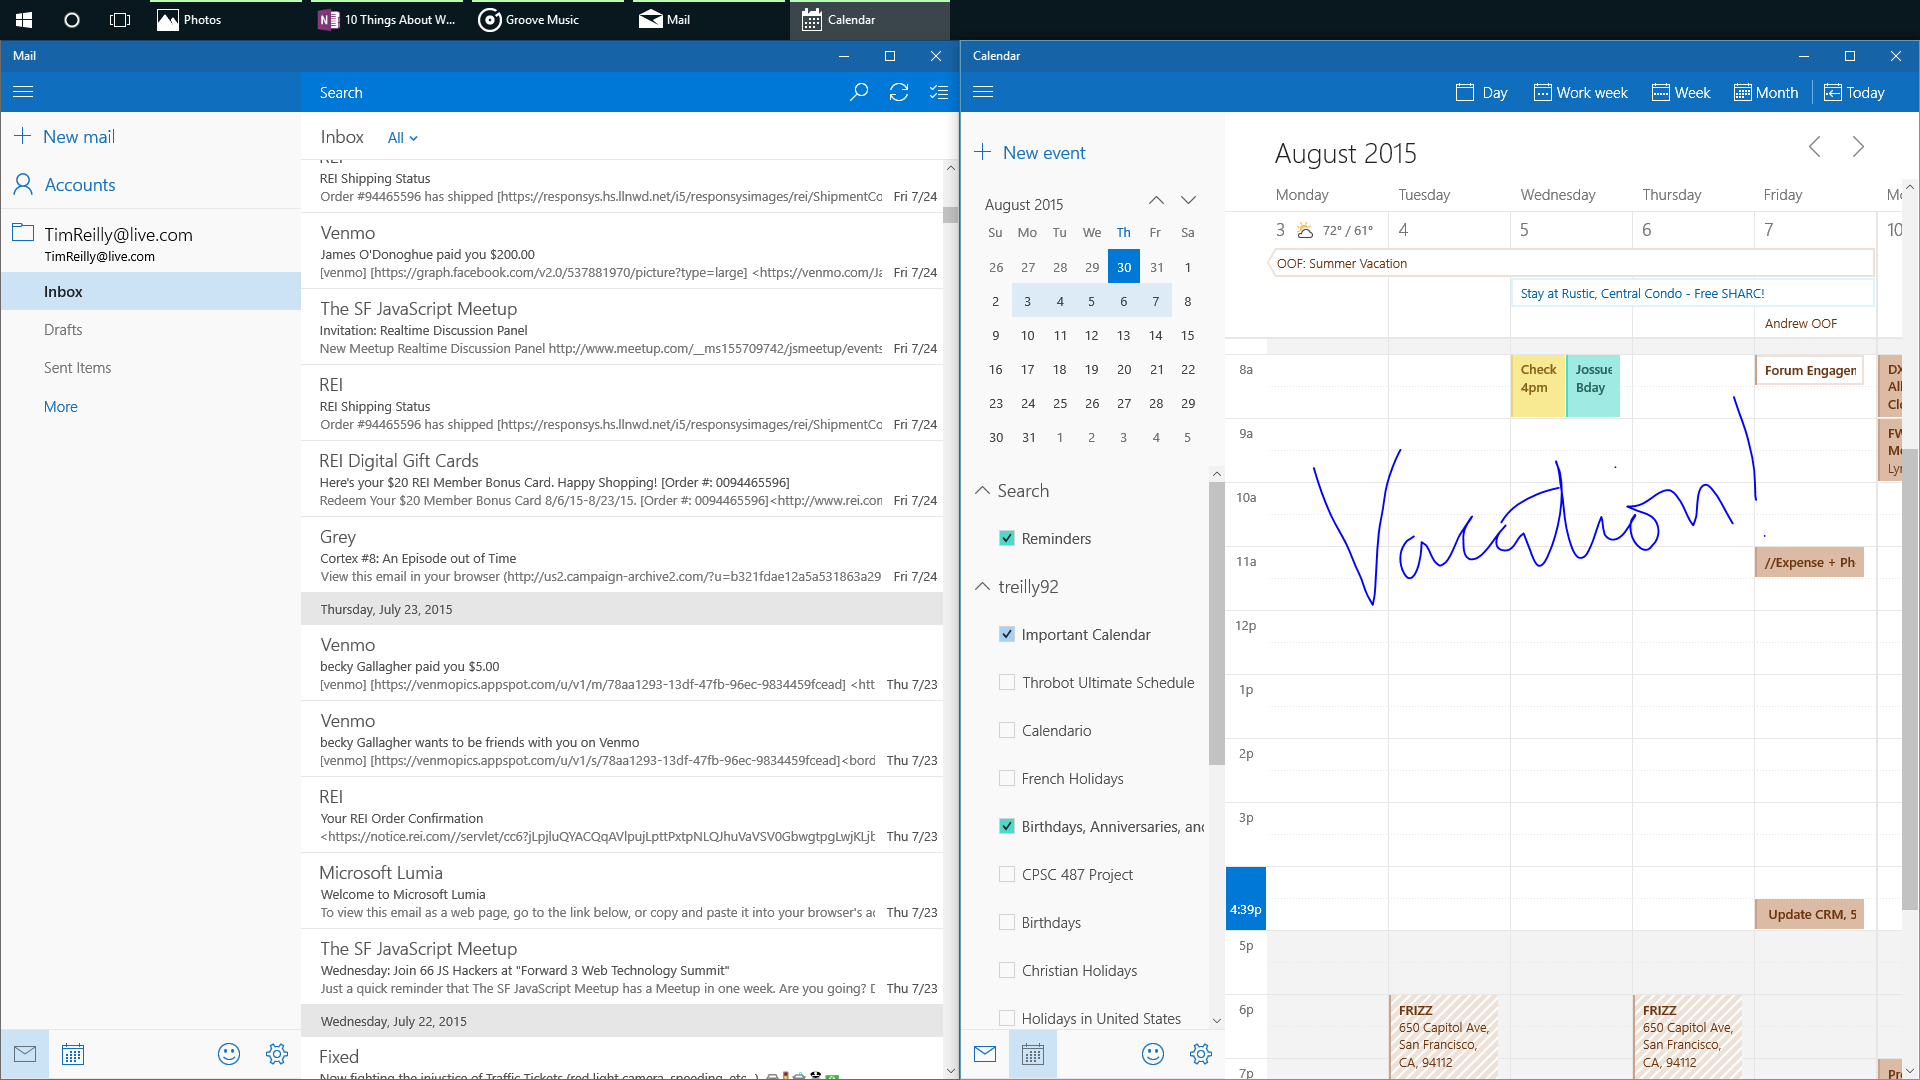 Photos
10 Things About W...
Groove Music
Mail
Calendar
Mail
Search
New mail
Accounts
TimReilly@live.com
TimReilly@live.com
Inbox
Drafts
Sent Items
More
Inbox All
REI
REI Shipping Status
Order #94465596 has shipped [https://responsys.hs.llnwd.net/i5/responsysimages/rei/ShipmentCo Fri 7/24
Venmo
James O'Donoghue paid you $200.00
[venmo] [https://graph.facebook.com/v2.0/537881970/picture?type=large] <https://venmo.com/Ja Fri 7/24
The SF JavaScript Meetup
Invitation: Realtime Discussion Panel
New Meetup Realtime Discussion Panel http://www.meetup.com/__ms155709742/jsmeetup/events Fri 7/24
REI
REI Shipping Status
Order #94465596 has shipped [https://responsys.hs.llnwd.net/i5/responsysimages/rei/ShipmentCo Fri 7/24
REI Digital Gift Cards
Here's your $20 REI Member Bonus Card. Happy Shopping! [Order #: 0094465596]
Redeem Your $20 Member Bonus Card 8/6/15-8/23/15. [Order #: 0094465596]<http://www.rei.con Fri 7/24
Grey
Cortex #8: An Episode out of Time
View this email in your browser (http://us2.campaign-archive2.com/?u=b321fdae12a5a531863a29 Fri 7/24
Thursday, July 23, 2015
Venmo
becky Gallagher paid you $5.00
[venmo] [https://venmopics.appspot.com/u/v1/m/78aa1293-13df-47fb-96ec-9834459fcead] <htt Thu 7/23
Venmo
becky Gallagher wants to be friends with you on Venmo
[venmo] [https://venmopics.appspot.com/u/v1/s/78aa1293-13df-47fb-96ec-9834459fcead]<bord Thu 7/23
REI
Your REI Order Confirmation
<https://notice.rei.com//servlet/cc6?jLpjluQYACQqAVlpujLpttPxtpNLQJhuVaVSV0GbwgtpgLwjKLjb Thu 7/23
Microsoft Lumia
Welcome to Microsoft Lumia
To view this email as a web page, go to the link below, or copy and paste it into your browser's ac Thu 7/23
The SF JavaScript Meetup
Wednesday: Join 66 JS Hackers at "Forward 3 Web Technology Summit"
Just a quick reminder that The SF JavaScript Meetup has a Meetup in one week. Are you going? D Thu 7/23
Wednesday, July 22, 2015
Fixed
Now fighting the injustice of Traffic Tickets (red light camera, speeding, etc.)
Calendar
Day Work week Week Month Today
New event
August 2015
Su Mo Tu We Th Fr Sa
26 27 28 29 30 31 1
2 3 4 5 6 7 8
9 10 11 12 13 14 15
16 17 18 19 20 21 22
23 24 25 26 27 28 29
30 31 1 2 3 4 5
Search
Reminders
treilly92
Important Calendar
Throbot Ultimate Schedule
Calendario
French Holidays
Birthdays, Anniversaries, and
CPSC 487 Project
Birthdays
Christian Holidays
Holidays in United States
August 2015
Monday Tuesday Wednesday Thursday Friday Mo
3 72° / 61° 4 5 6 7 10
OOF: Summer Vacation
Stay at Rustic, Central Condo - Free SHARC!
Andrew OOF
8a
Check
4pm
Jossue
Bday
Forum Engagem
DX
All
Clo
9a
FW
Me
Lyn
Vacation!
10a
11a
//Expense + Ph
12p
1p
2p
3p
4:39p
Update CRM, 5
5p
6p
FRIZZ
650 Capitol Ave,
San Francisco,
CA, 94112
FRIZZ
650 Capitol Ave,
San Francisco,
CA, 94112
7p
Pr